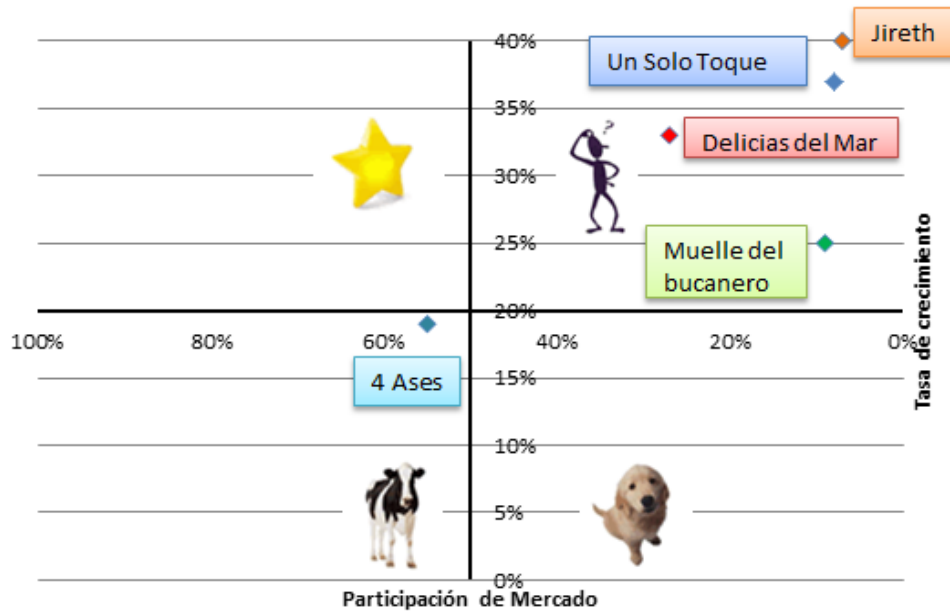 40%
Jireth
Un Solo Toque
35%
?
Delicias del Mar
30%
25%
Muelle del
bucanero
20%
100%
80%
60%
40%
20%
0%
Tasa de crecimiento
4 Ases
15%
10%
5%
0%
Participación de Mercado